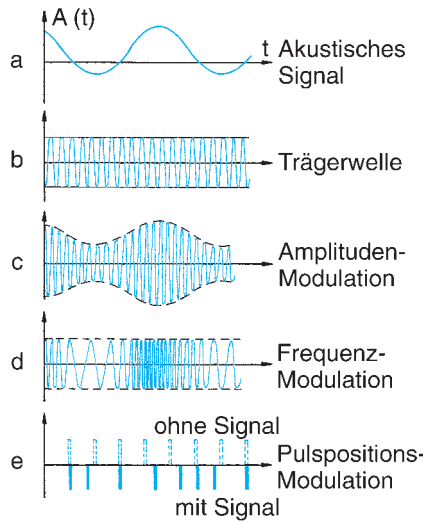 A (t)
a
t Akustisches
Signal
b
Trägerwelle
c
Amplituden-
Modulation
d
Frequenz-
Modulation
ohne Signal
e
Pulspositions-
Modulation
mit Signal